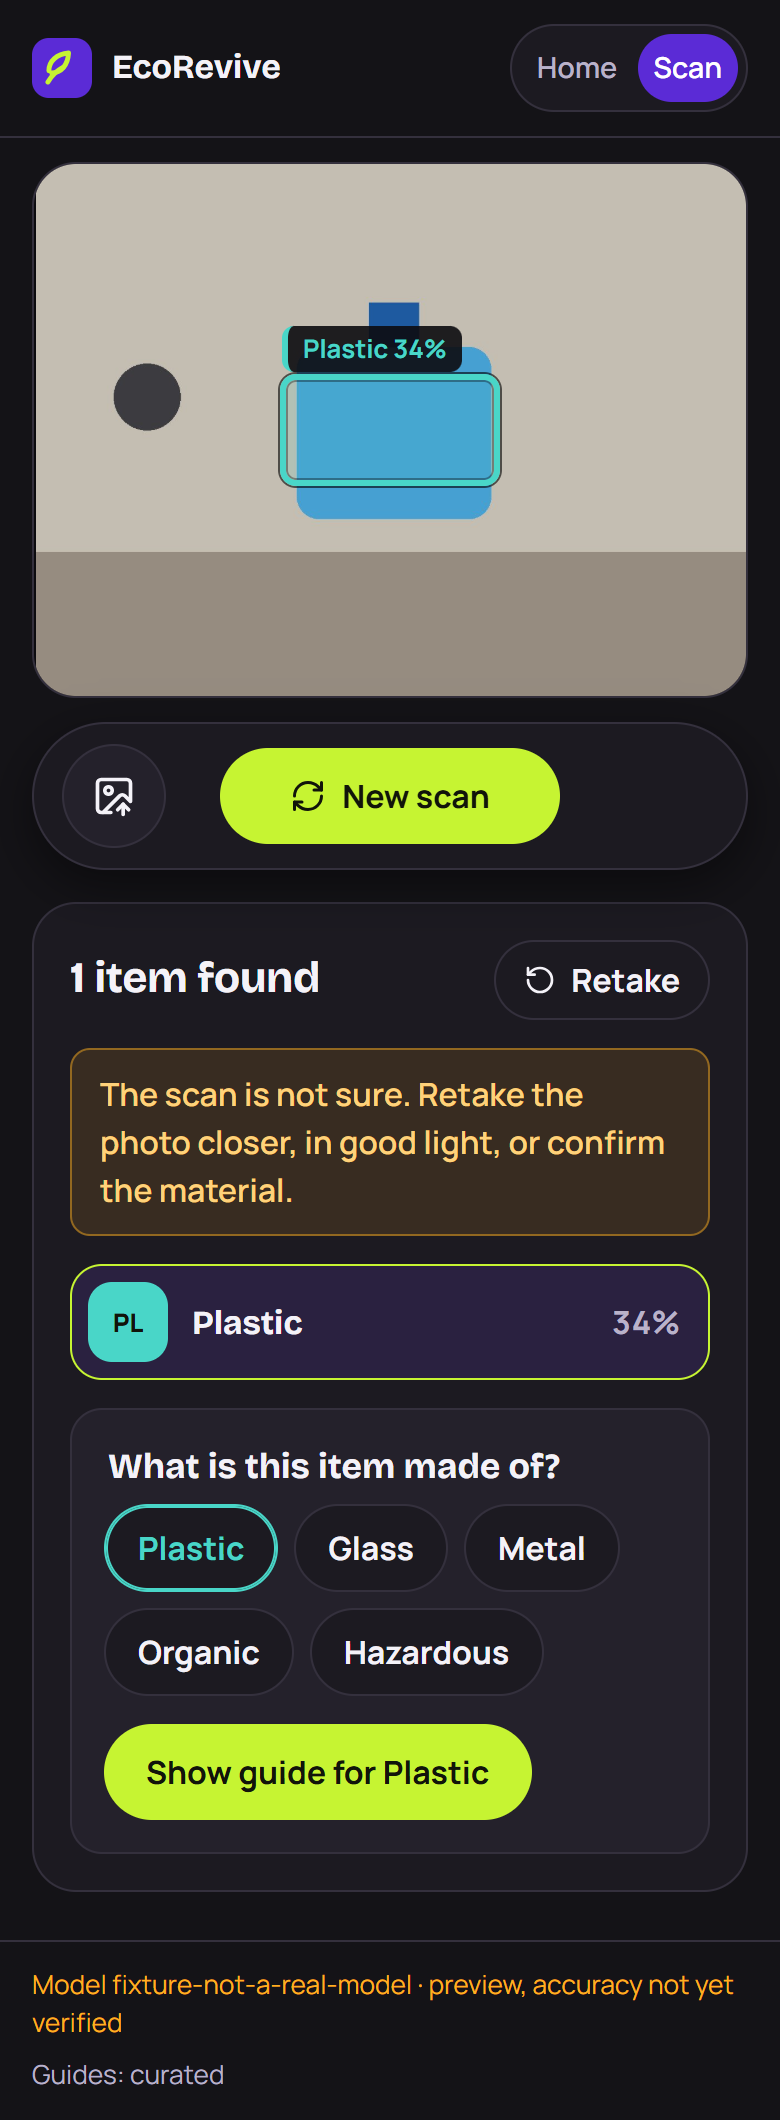 EcoRevive
Home Scan
Plastic 34%
New scan
1 item found
Retake
The scan is not sure. Retake the
photo closer, in good light, or confirm
the material.
PL Plastic 34%
What is this item made of?
Plastic Glass Metal
Organic Hazardous
Show guide for Plastic
Model fixture-not-a-real-model · preview, accuracy not yet
verified
Guides: curated